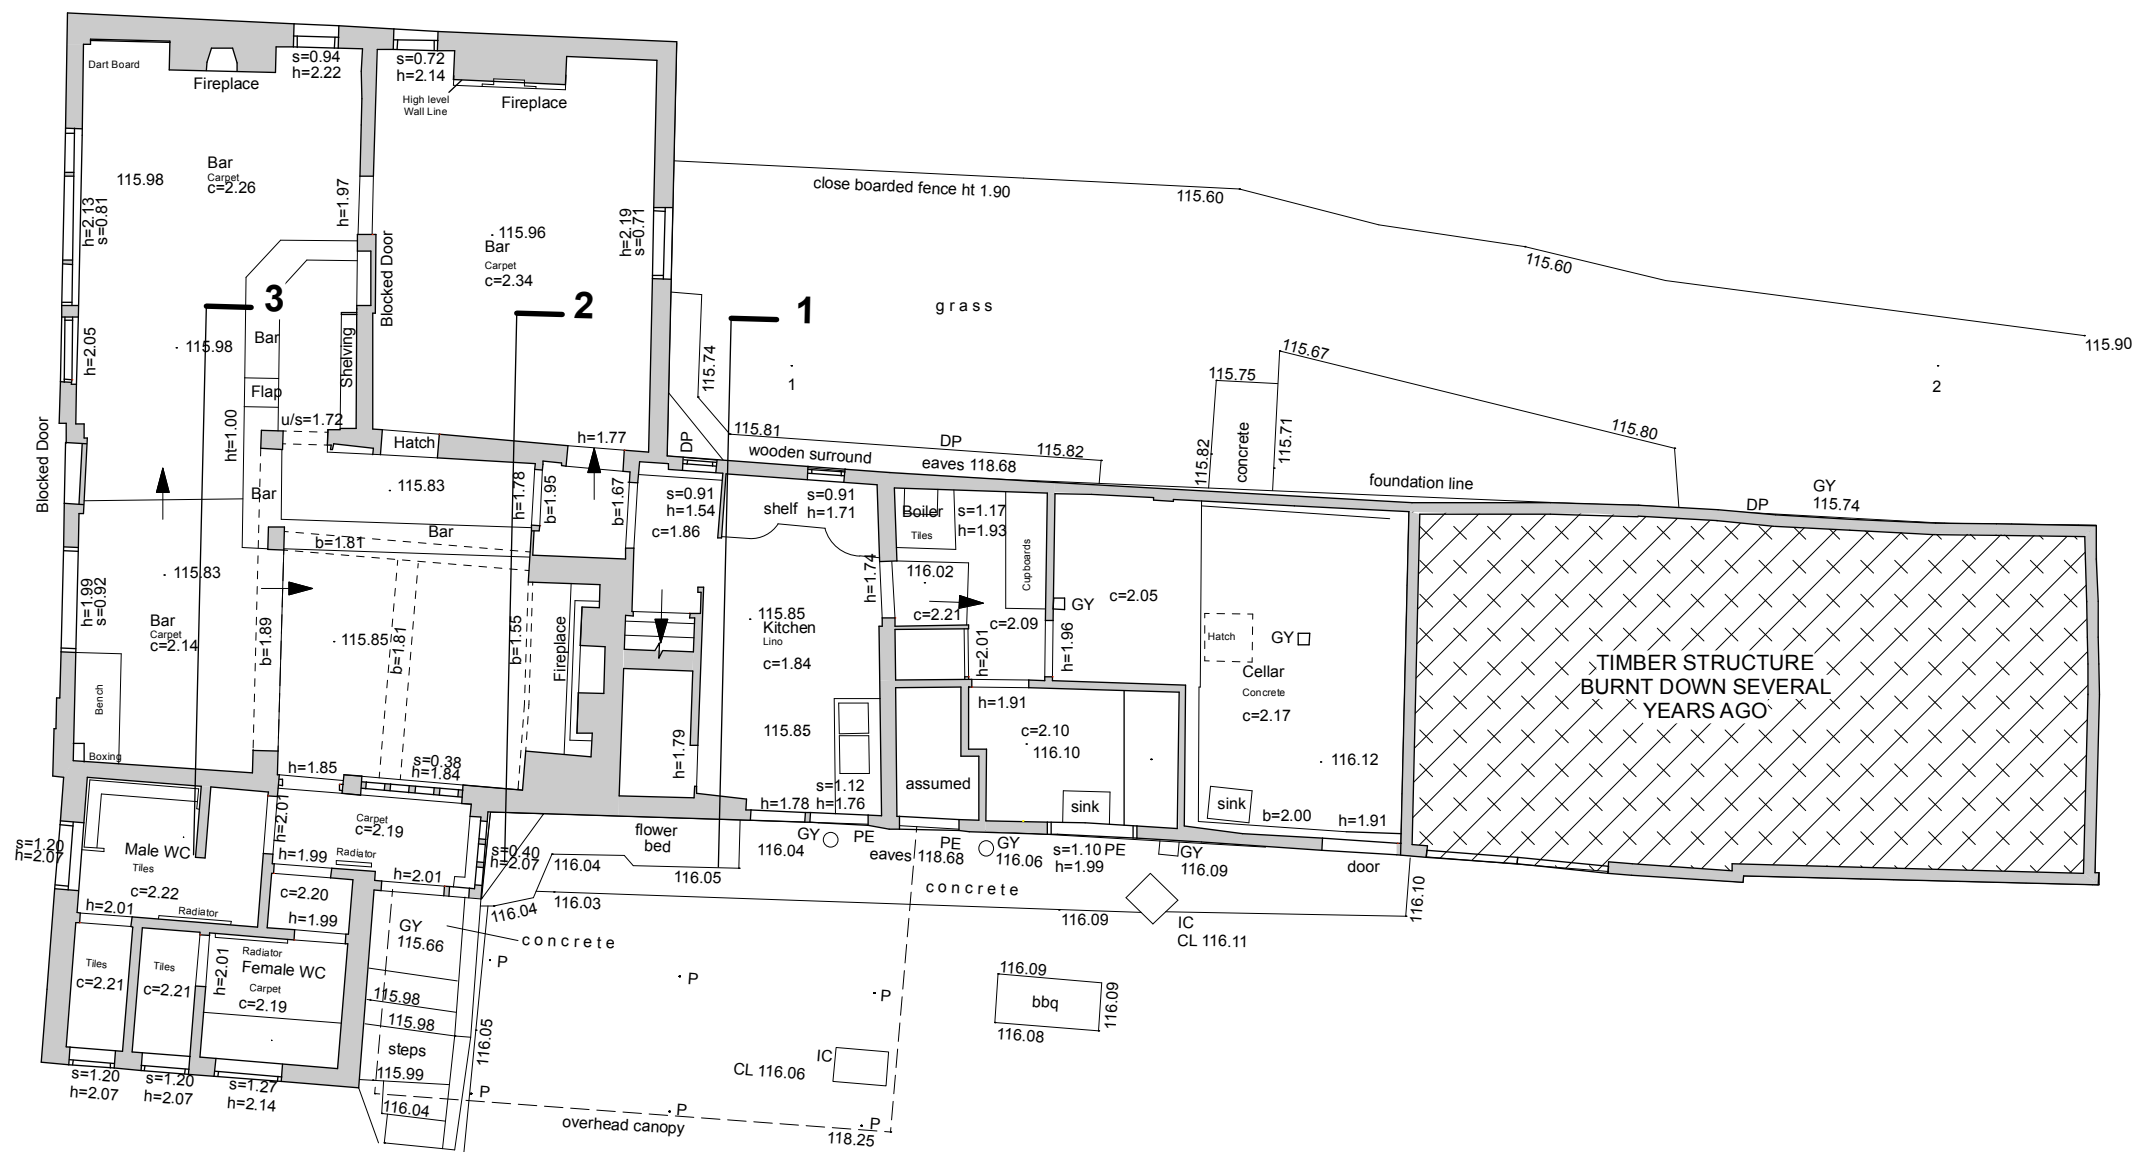 Dart Board
Fireplace
s=0.94
h=2.22
s=0.72
h=2.14
High level
Wall Line
Fireplace
Bar
Carpet
c=2.26
115.98
h=1.97
h=2.13
s=0.81
115.96
Bar
Carpet
c=2.34
h=2.19
s=0.71
Blocked Door
close boarded fence ht 1.90
115.60
115.60
115.90
grass
3
2
1
115.98
h=2.05
Bar
Shelving
Flap
ht=1.00
u/s=1.72
Hatch
h=1.77
115.74
1
2
DP
115.81
wooden surround
DP
eaves 118.68
115.82
115.75
115.82
concrete
115.71
115.67
115.80
foundation line
DP
GY
115.74
Blocked Door
Bar
115.83
h=1.78
b=1.95
b=1.67
Bar
b=1.81
s=0.91
h=1.54
c=1.86
shelf
s=0.91
h=1.71
Boiler
Tiles
s=1.17
h=1.93
Cupboards
h=1.74
116.02
c=2.21
c=2.09
GY
c=2.05
h=2.01
h=1.96
h=1.99
s=0.92
115.83
Bar
Carpet
c=2.14
b=1.89
115.85
b=1.81
b=1.55
Fireplace
115.85
Kitchen
Lino
c=1.84
Hatch
GY
Cellar
Concrete
c=2.17
TIMBER STRUCTURE
BURNT DOWN SEVERAL
YEARS AGO
Bench
Boxing
h=1.85
s=0.38
h=1.84
h=1.79
115.85
s=1.12
h=1.78
h=1.76
assumed
h=1.91
c=2.10
116.10
sink
sink
116.12
b=2.00
h=1.91
s=1.20
h=2.07
Male WC
Tiles
c=2.22
h=2.01
h=2.01
Radiator
h=1.99
Carpet
c=2.19
Radiator
h=2.01
s=0.40
h=2.07
c=2.20
h=1.99
flower
bed
116.04
116.05
116.04
GY
PE
eaves 118.68
PE
GY
116.06
s=1.10
h=1.99
PE
GY
116.09
door
116.10
116.04
116.03
concrete
116.09
IC
CL 116.11
GY
115.66
concrete
Tiles
c=2.21
Tiles
c=2.21
h=2.01
Radiator
Female WC
Carpet
c=2.19
115.98
115.98
steps
115.99
116.04
116.05
P
P
P
116.09
bbq
116.09
116.08
IC
CL 116.06
s=1.20
h=2.07
s=1.20
h=2.07
s=1.27
h=2.14
P
P
P
overhead canopy
118.25